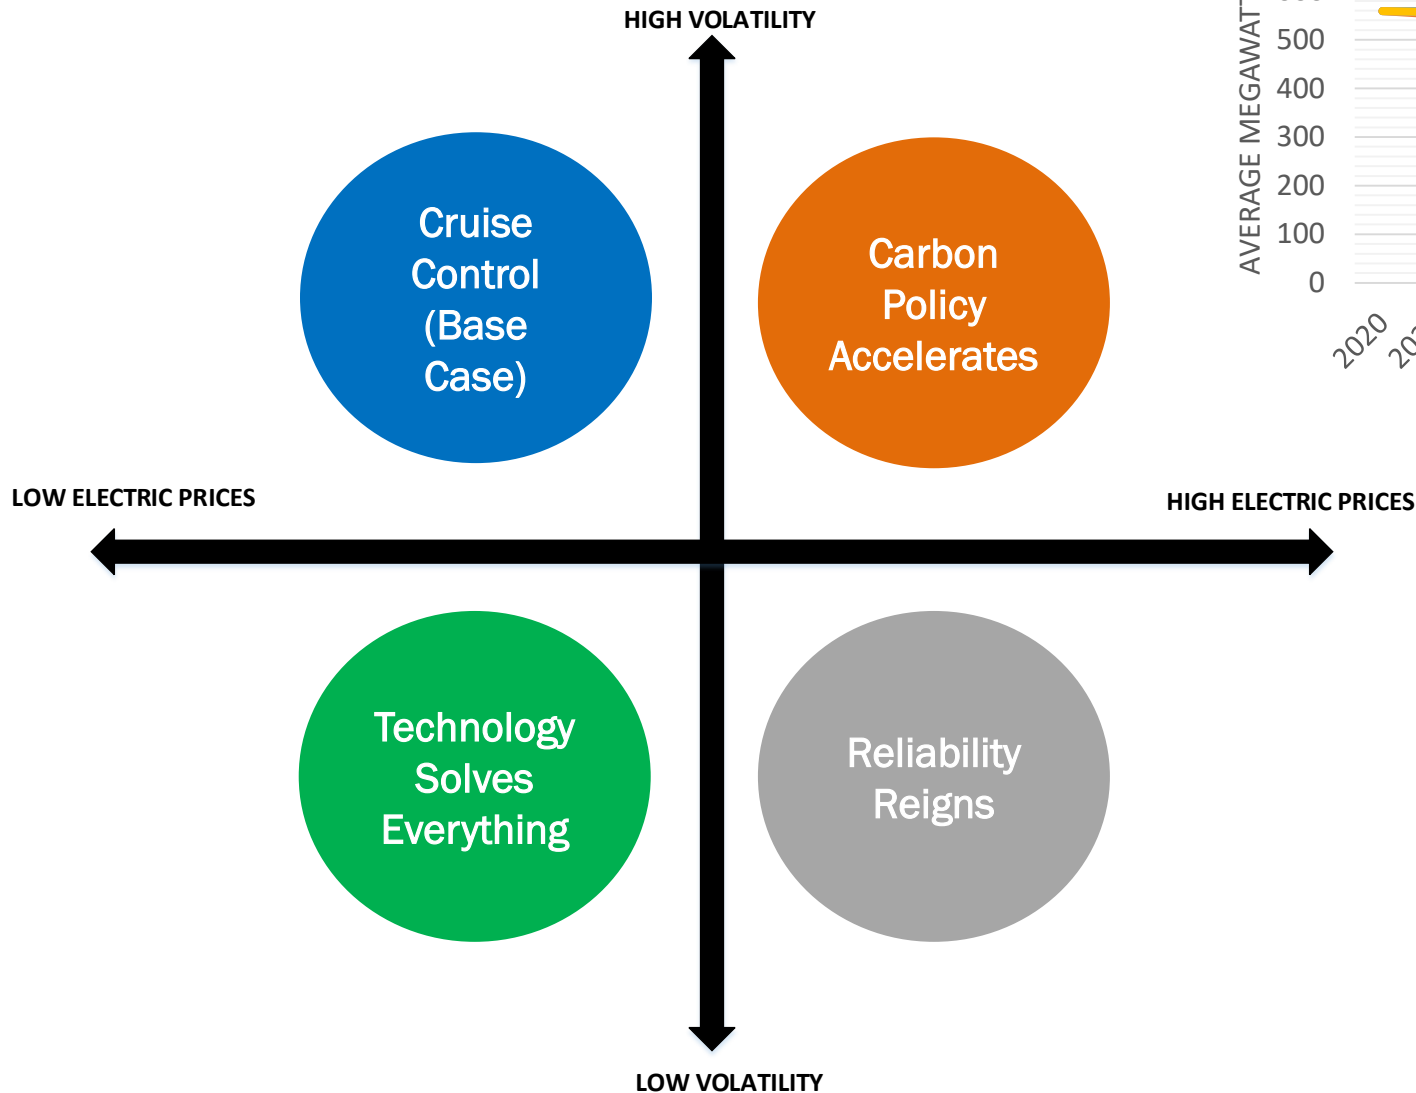 HIGH VOLATILITY
Cruise
Control
(Base
Case)
Carbon
Policy
Accelerates
LOW ELECTRIC PRICES
HIGH ELECTRIC PRICES
Technology
Solves
Everything
Reliability
Reigns
LOW VOLATILITY
AVERAGE
500
400
300
200
100
0
2020